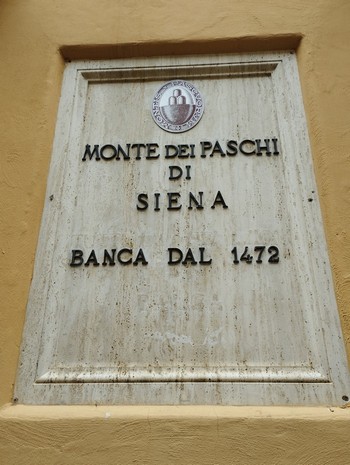 MONTE DEI PASCHI
DI
SIENA
BANCA DAL 1472